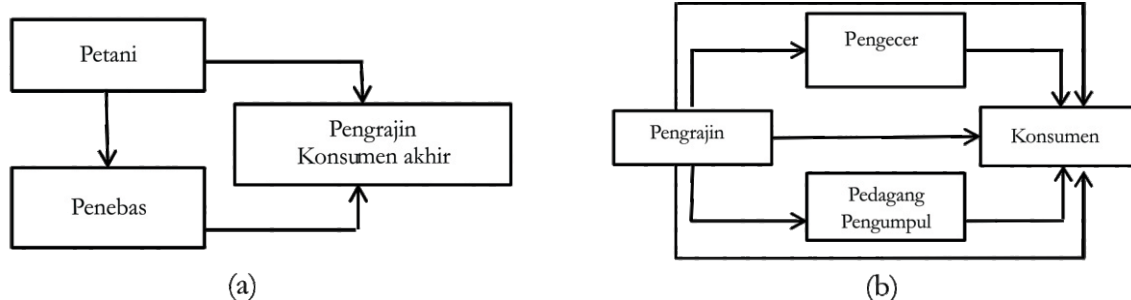 Petani
Pengrajin
Konsumen akhir
Penebas
(a)
Pengecer
Pengrajin
Konsumen
Pedagang
Pengumpul
(b)